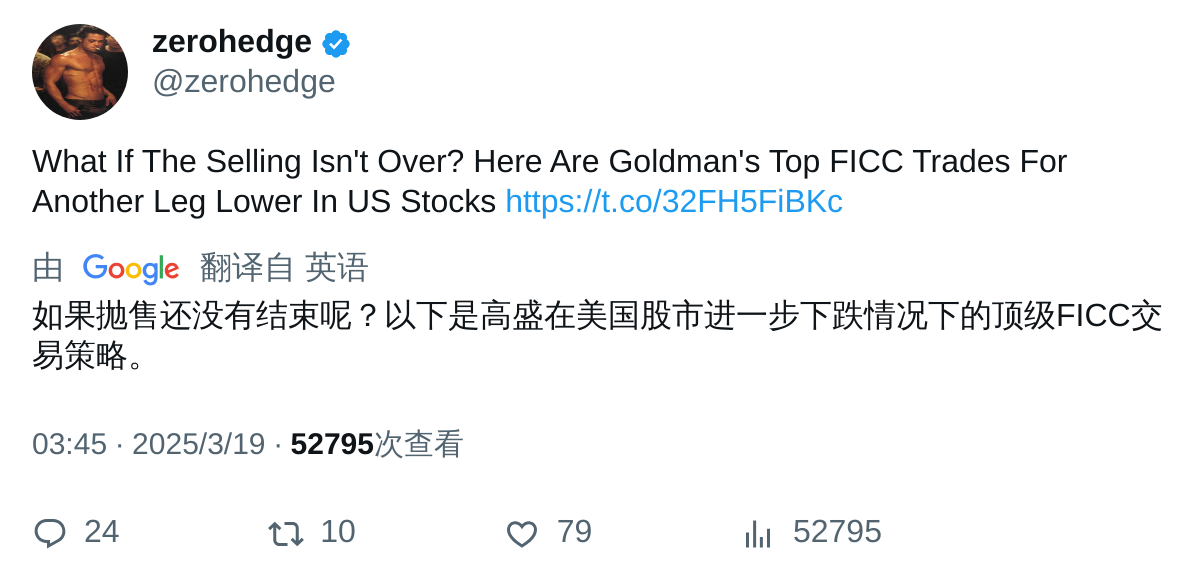 zerohedge
@zerohedge
What If The Selling Isn't Over? Here Are Goldman's Top FICC Trades For
Another Leg Lower In US Stocks https://t.co/32FH5FiBKc
由 Google 翻译自 英语
如果抛售还没有结束呢？以下是高盛在美国股市进一步下跌情况下的顶级FICC交
易策略。
03:45 · 2025/3/19 · 52795次查看
24 10 79 52795